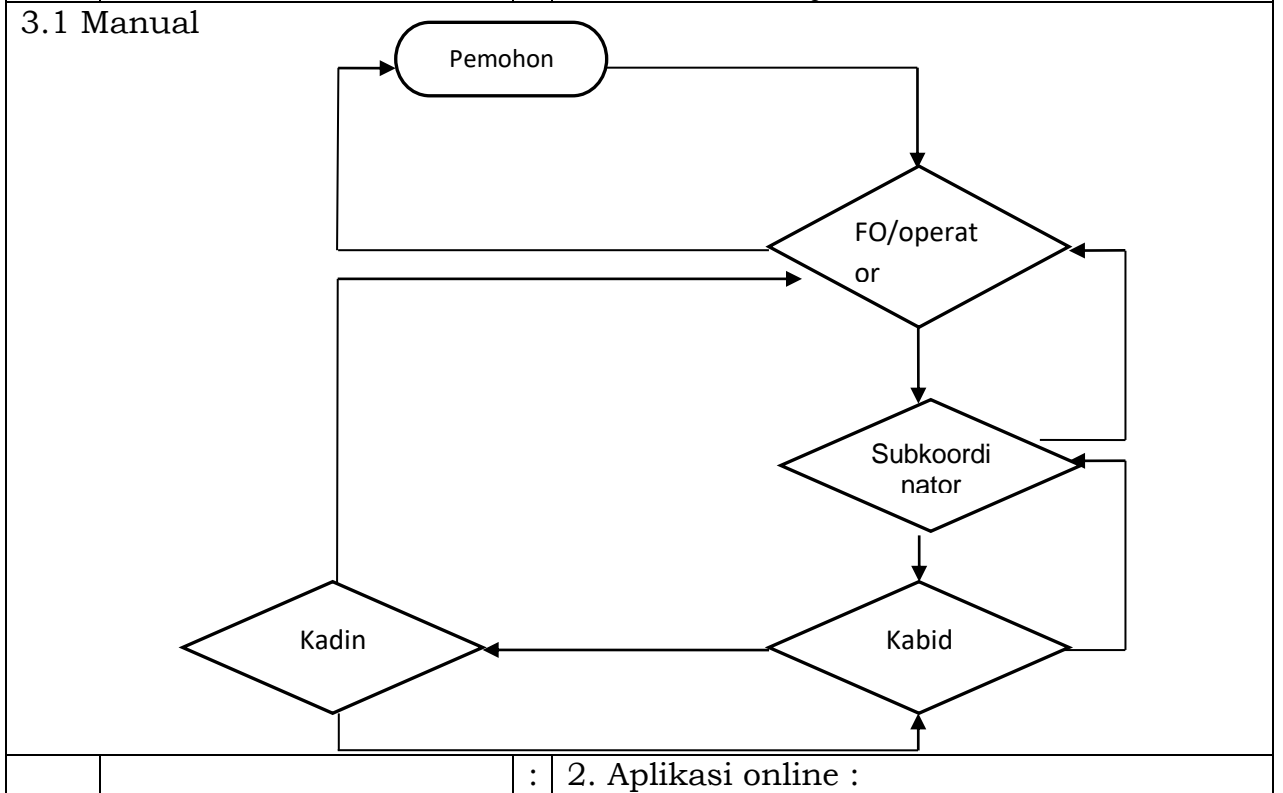 3.1 Manual
Pemohon
FO/operat
or
Subkoordi
nator
Kadin
Kabid
: 2. Aplikasi online :